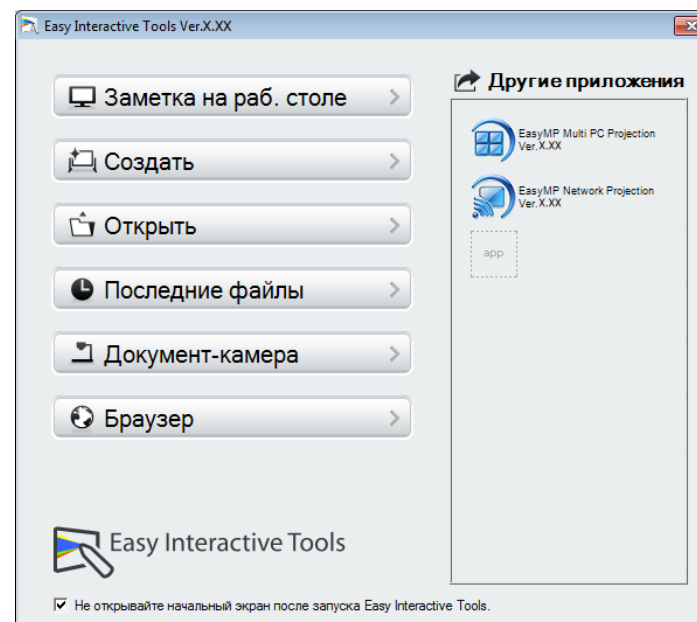 Easy Interactive Tools Ver.X.XX
Заметка на раб. столе
Создать
Открыть
Последние файлы
Документ-камера
Браузер
Другие приложения
EasyMP Multi PC Projection
Ver.X.XX
EasyMP Network Projection
Ver.X.XX
app
Easy Interactive Tools
Не открывайте начальный экран после запуска Easy Interactive Tools.